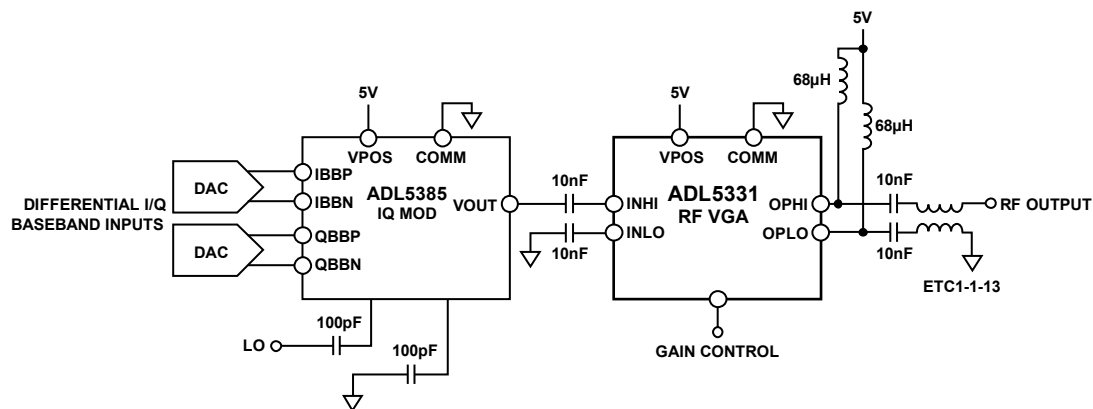 5V
68µH
68µH
5V
VPOS
COMM
5V
VPOS
COMM
DIFFERENTIAL I/Q
BASEBAND INPUTS
DAC
DAC
IBBP
IBBN
QBBP
QBBN
ADL5385
IQ MOD
VOUT
10nF
10nF
INHI
INLO
ADL5331
RF VGA
OPHI
OPLO
10nF
10nF
RF OUTPUT
ETC1-1-13
100pF
LO
100pF
GAIN CONTROL